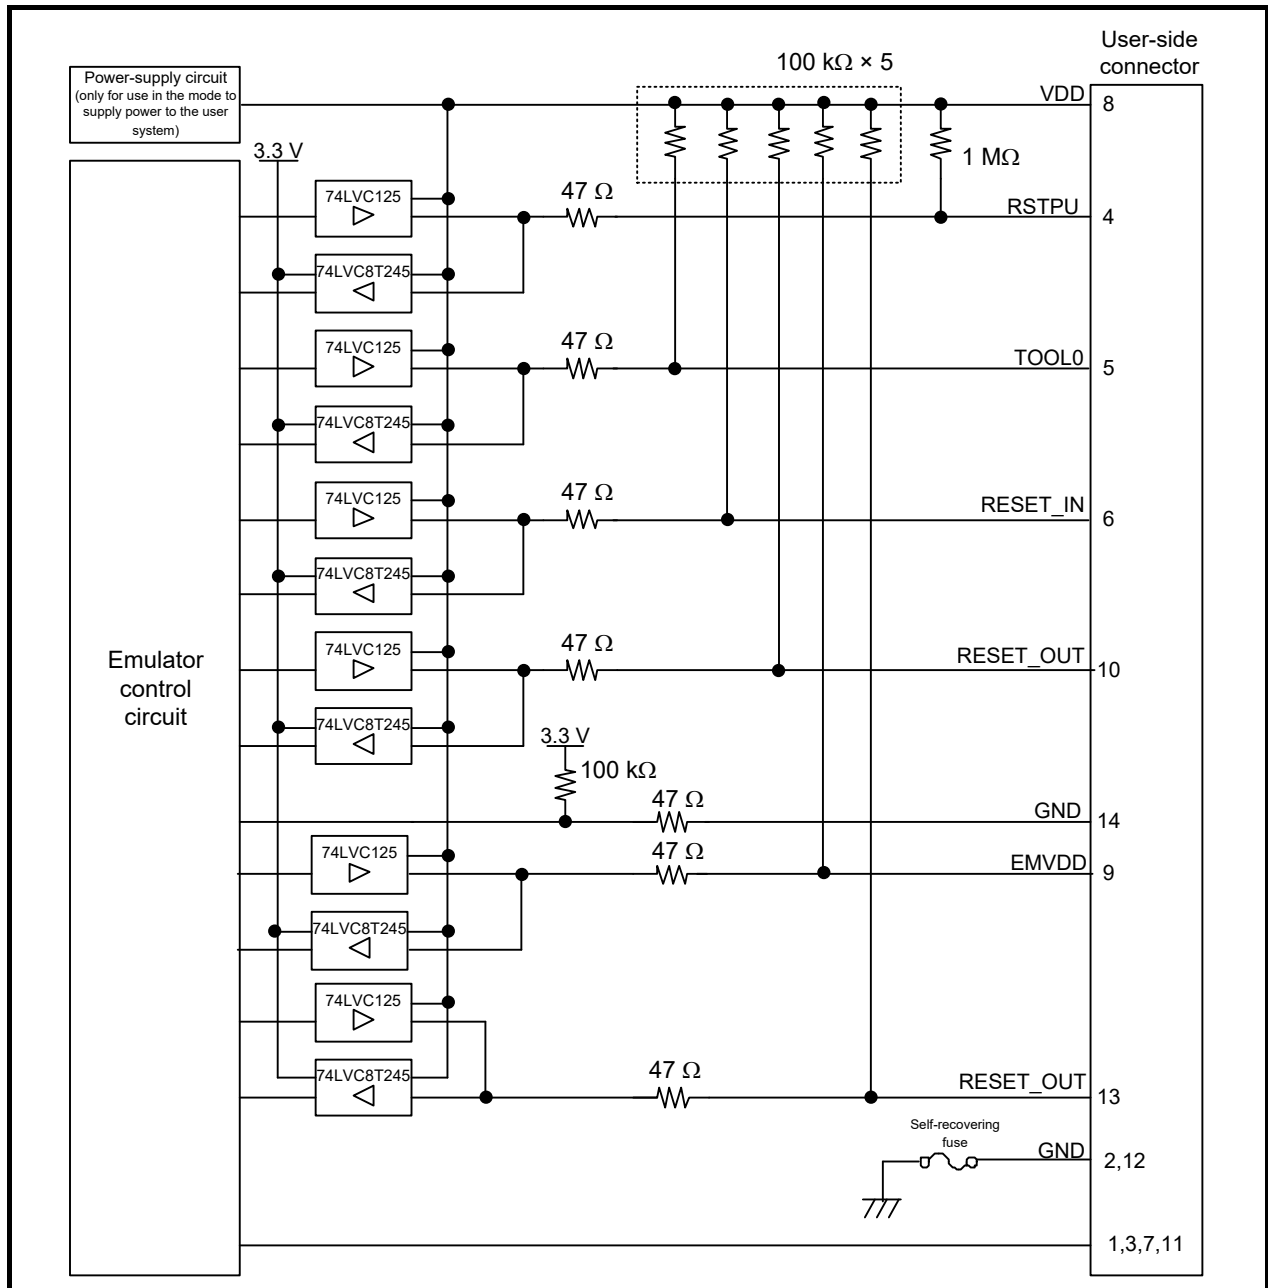 User-side
connector
100 kΩ × 5
Power-supply circuit
(only for use in the mode to
supply power to the user
system)
VDD
8
3.3 V
1 MΩ
74LVC125
47 Ω
RSTPU
4
74LVC8T245
74LVC125
47 Ω
TOOL0
5
74LVC8T245
74LVC125
47 Ω
RESET_IN
6
74LVC8T245
Emulator
control
circuit
74LVC125
47 Ω
RESET_OUT
10
74LVC8T245
3.3 V
100 kΩ
47 Ω
GND
14
74LVC125
47 Ω
EMVDD
9
74LVC8T245
74LVC125
74LVC8T245
47 Ω
RESET_OUT
13
Self-recovering
fuse
GND
2,12
1,3,7,11